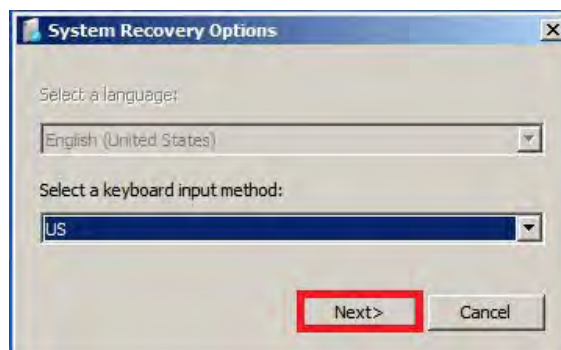 System Recovery Options
Select a language:
English (United States)
Select a keyboard input method:
US
Next> Cancel